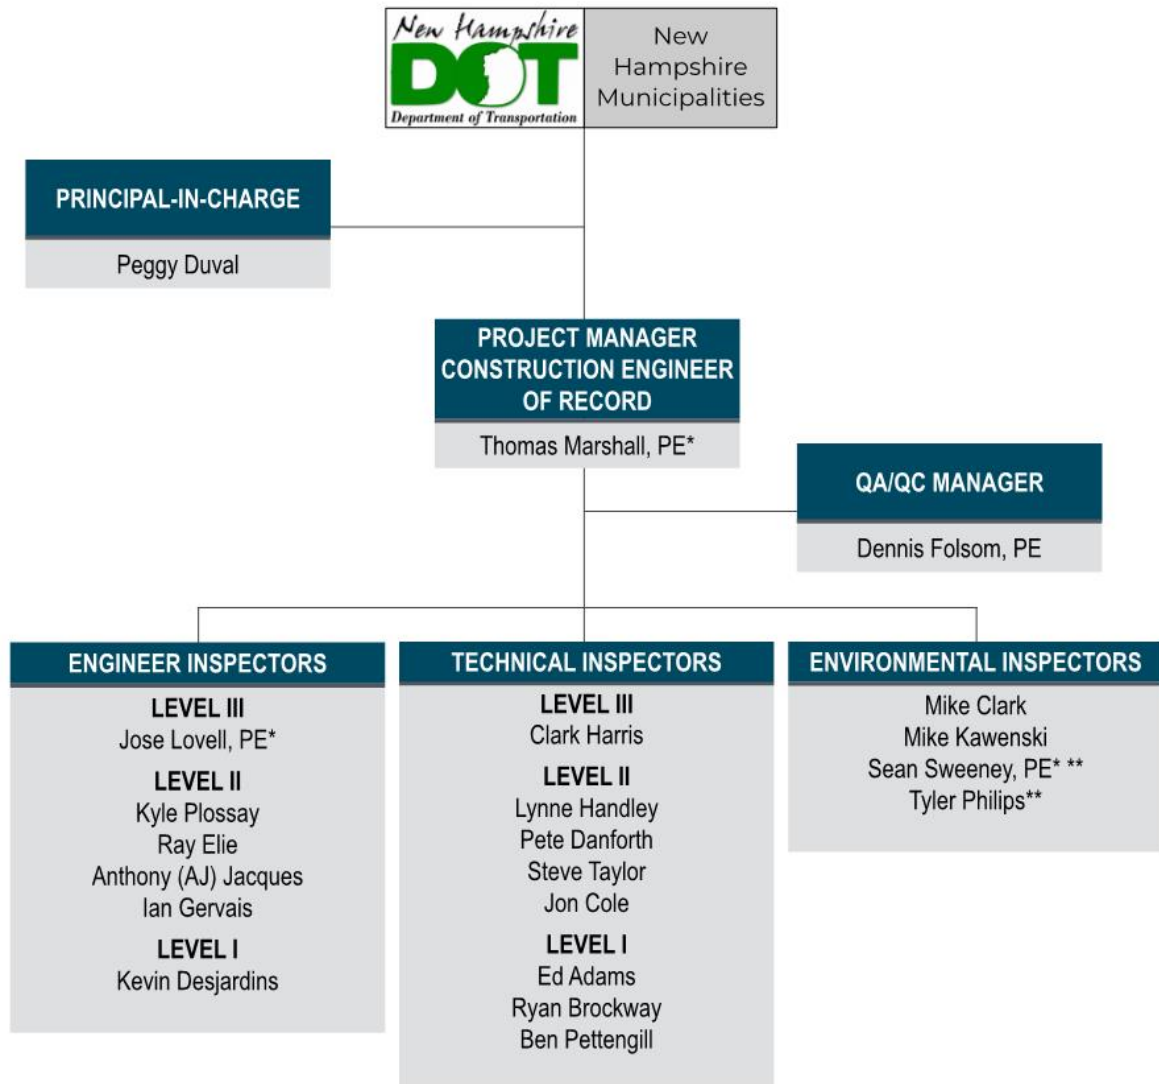 New Hampshire
DOT
Department of Transportation
New
Hampshire
Municipalities
PRINCIPAL-IN-CHARGE
Peggy Duval
PROJECT MANAGER
CONSTRUCTION ENGINEER
OF RECORD
Thomas Marshall, PE*
QA/QC MANAGER
Dennis Folsom, PE
ENGINEER INSPECTORS
LEVEL III
Jose Lovell, PE*
LEVEL II
Kyle Plossay
Ray Elie
Anthony (AJ) Jacques
Ian Gervais
LEVEL I
Kevin Desjardins
TECHNICAL INSPECTORS
LEVEL III
Clark Harris
LEVEL II
Lynne Handley
Pete Danforth
Steve Taylor
Jon Cole
LEVEL I
Ed Adams
Ryan Brockway
Ben Pettengill
ENVIRONMENTAL INSPECTORS
Mike Clark
Mike Kawenski
Sean Sweeney, PE* **
Tyler Philips**